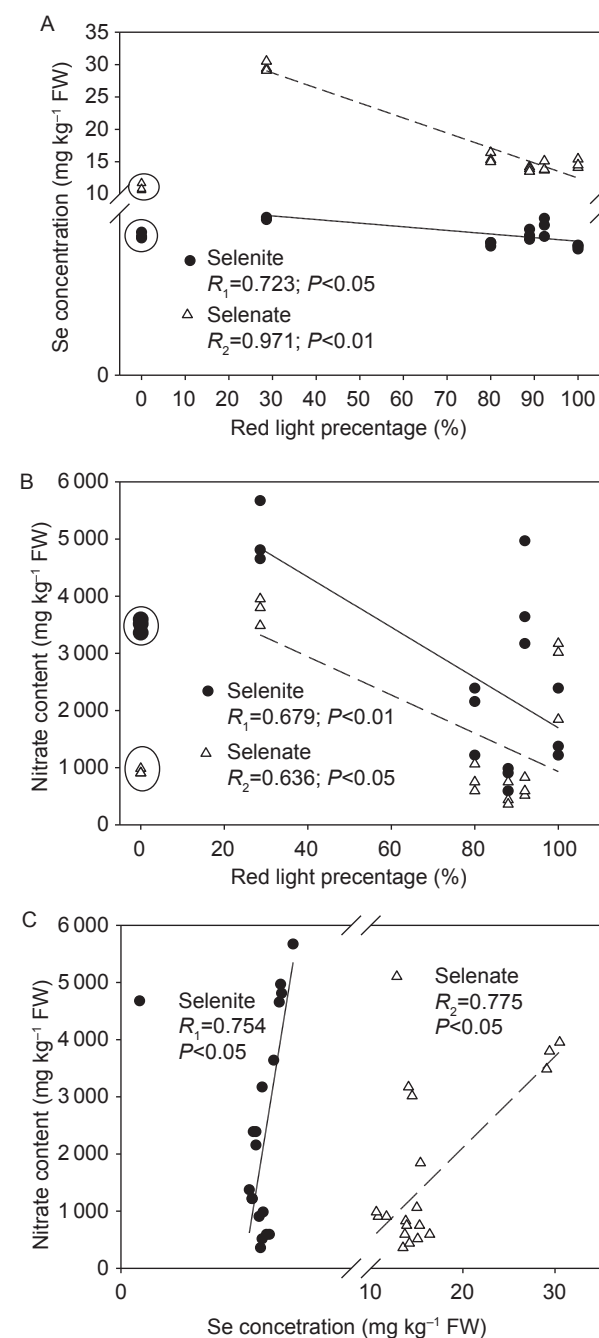 A
Se concentration (mg kg⁻¹ FW)
35
30
25
20
15
10
0
Selenite
R₁=0.723; P<0.05
Selenate
R₂=0.971; P<0.01
0 10 20 30 40 50 60 70 80 90 100
Red light precentage (%)
B
Nitrate content (mg kg⁻¹ FW)
6 000
5 000
4 000
3 000
2 000
1 000
0
Selenite
R₁=0.679; P<0.01
Selenate
R₂=0.636; P<0.05
0 20 40 60 80 100
Red light precentage (%)
C
Nitrate content (mg kg⁻¹ FW)
6 000
5 000
4 000
3 000
2 000
1 000
0
Selenite
R₁=0.754
P<0.05
Selenate
R₂=0.775
P<0.05
0 10 20 30
Se concetration (mg kg⁻¹ FW)